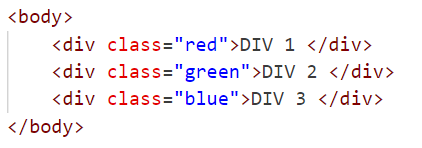 <body>
    <div class="red">DIV 1 </div>
    <div class="green">DIV 2 </div>
    <div class="blue">DIV 3 </div>
</body>